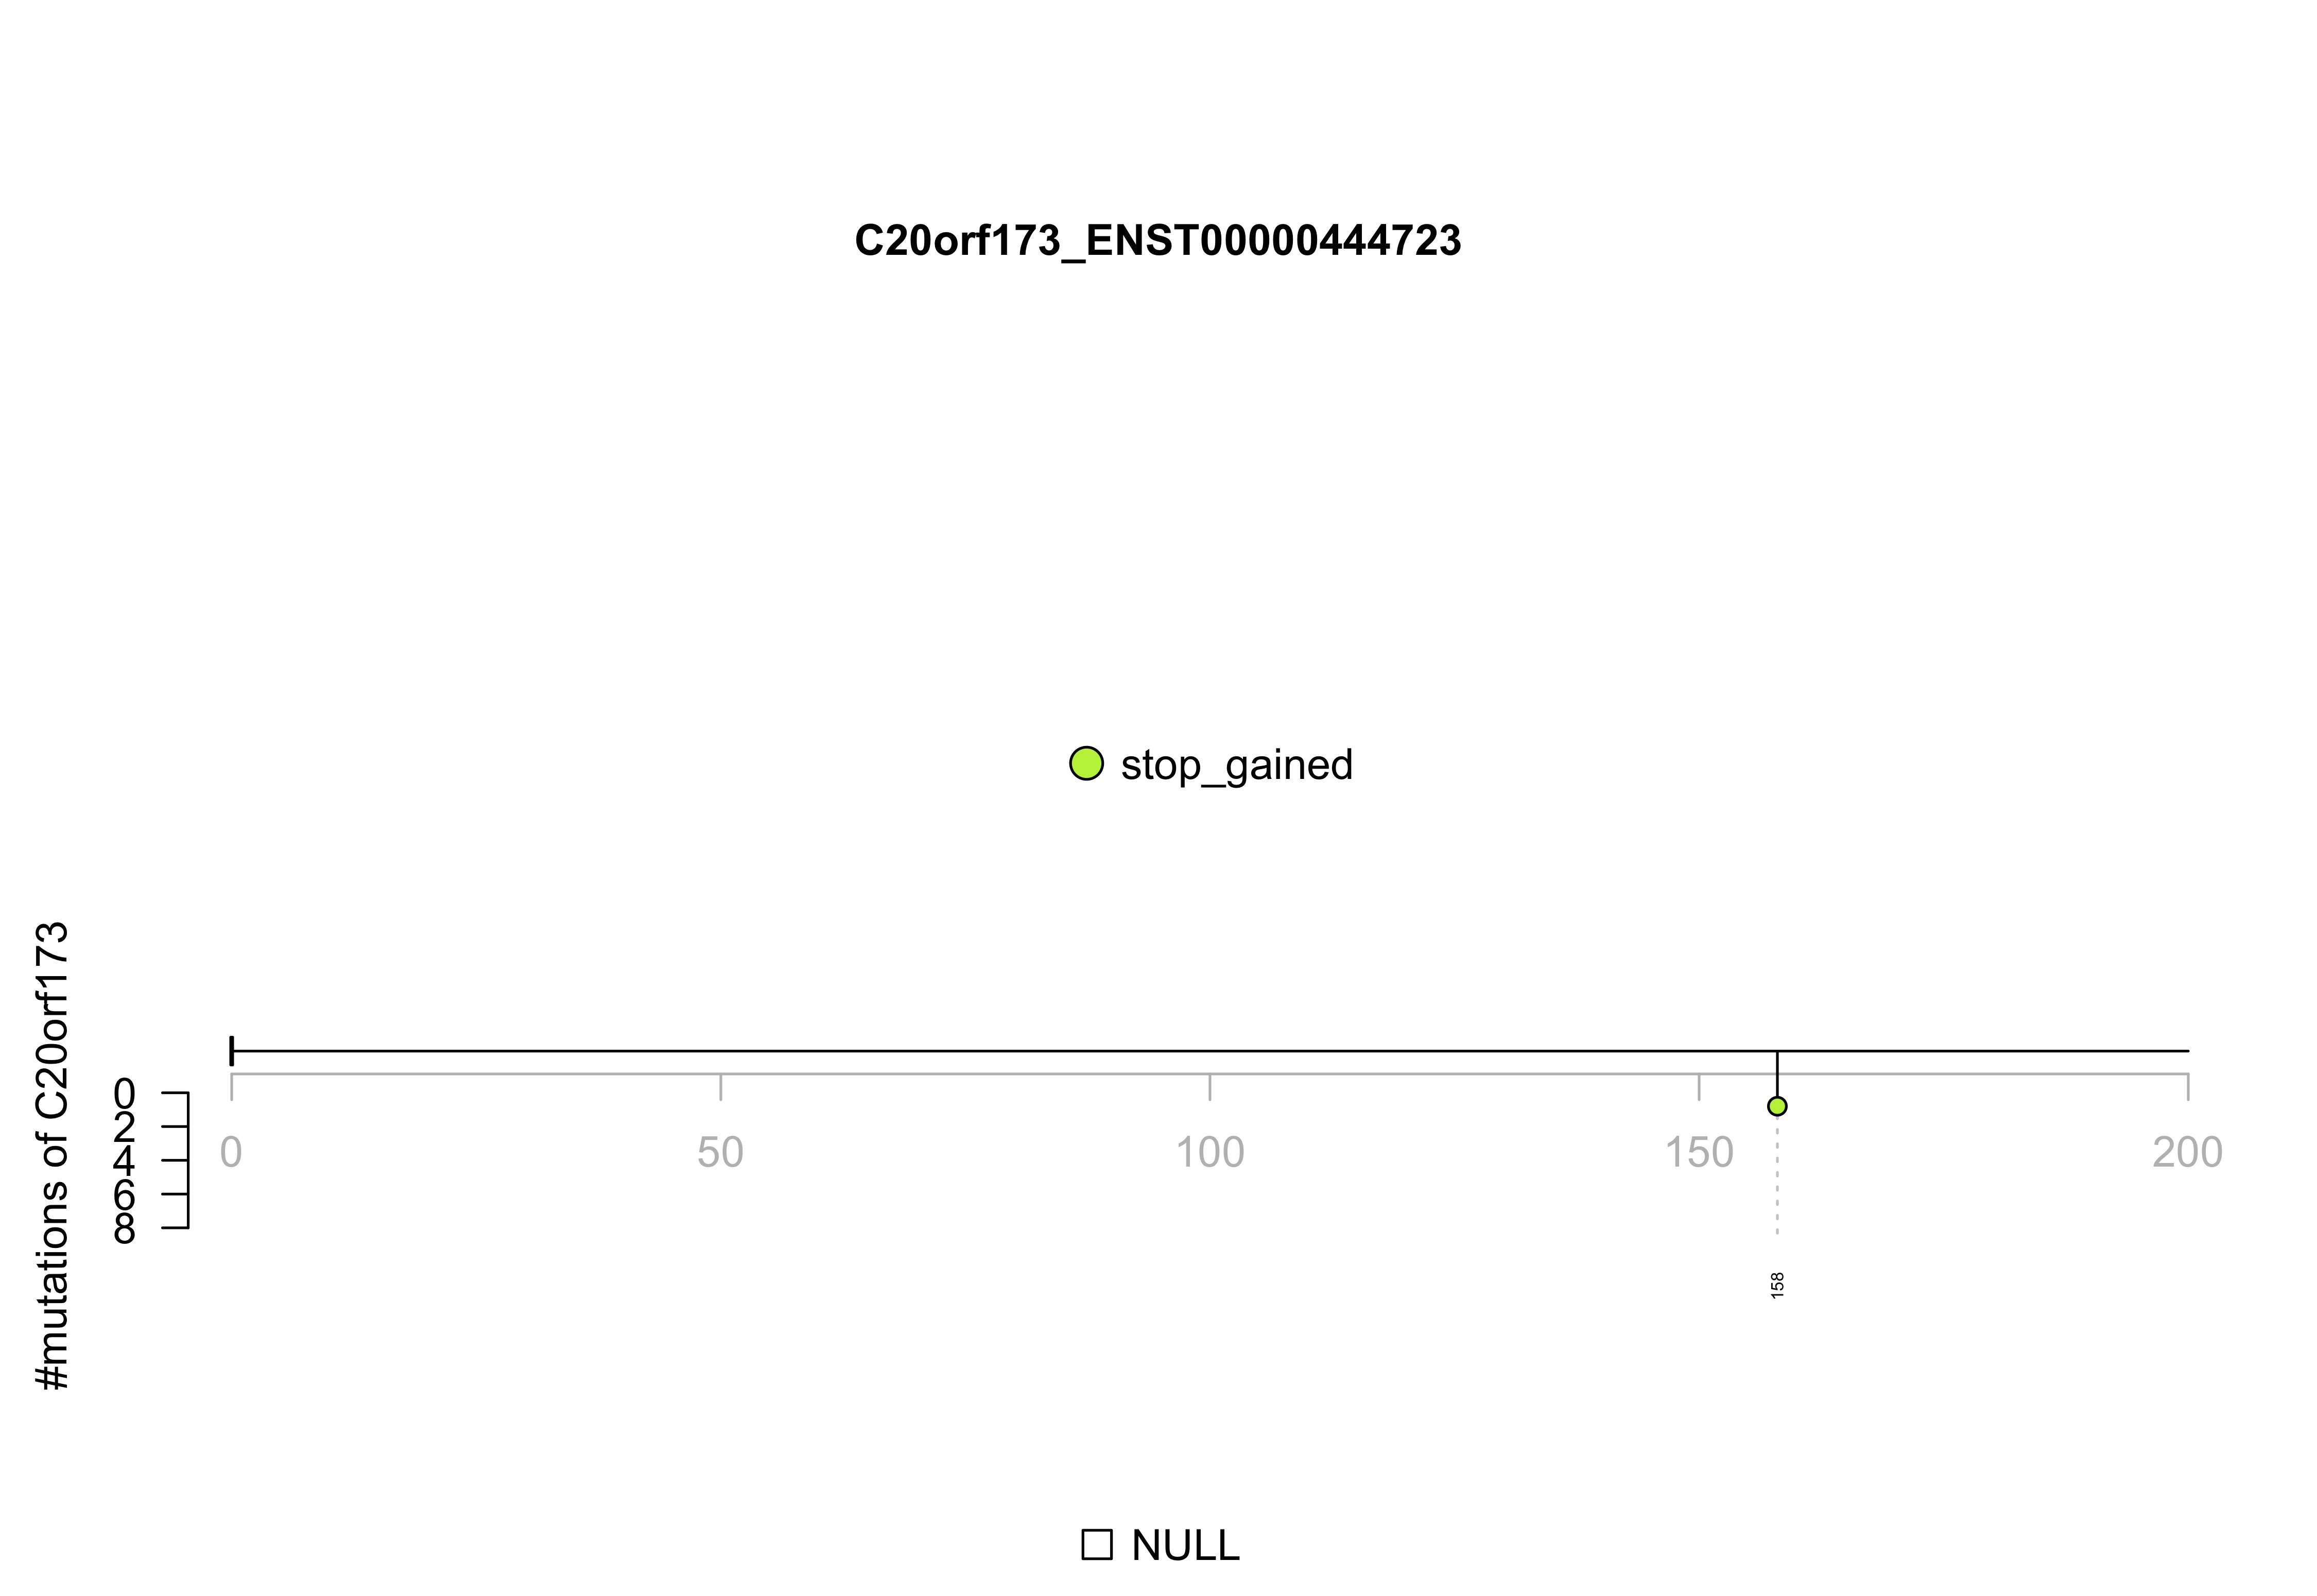 C20orf173_ENST00000444723
stop_gained
#mutations of C20orf173
0
2
4
6
8
0 50 100 150 200
158
NULL